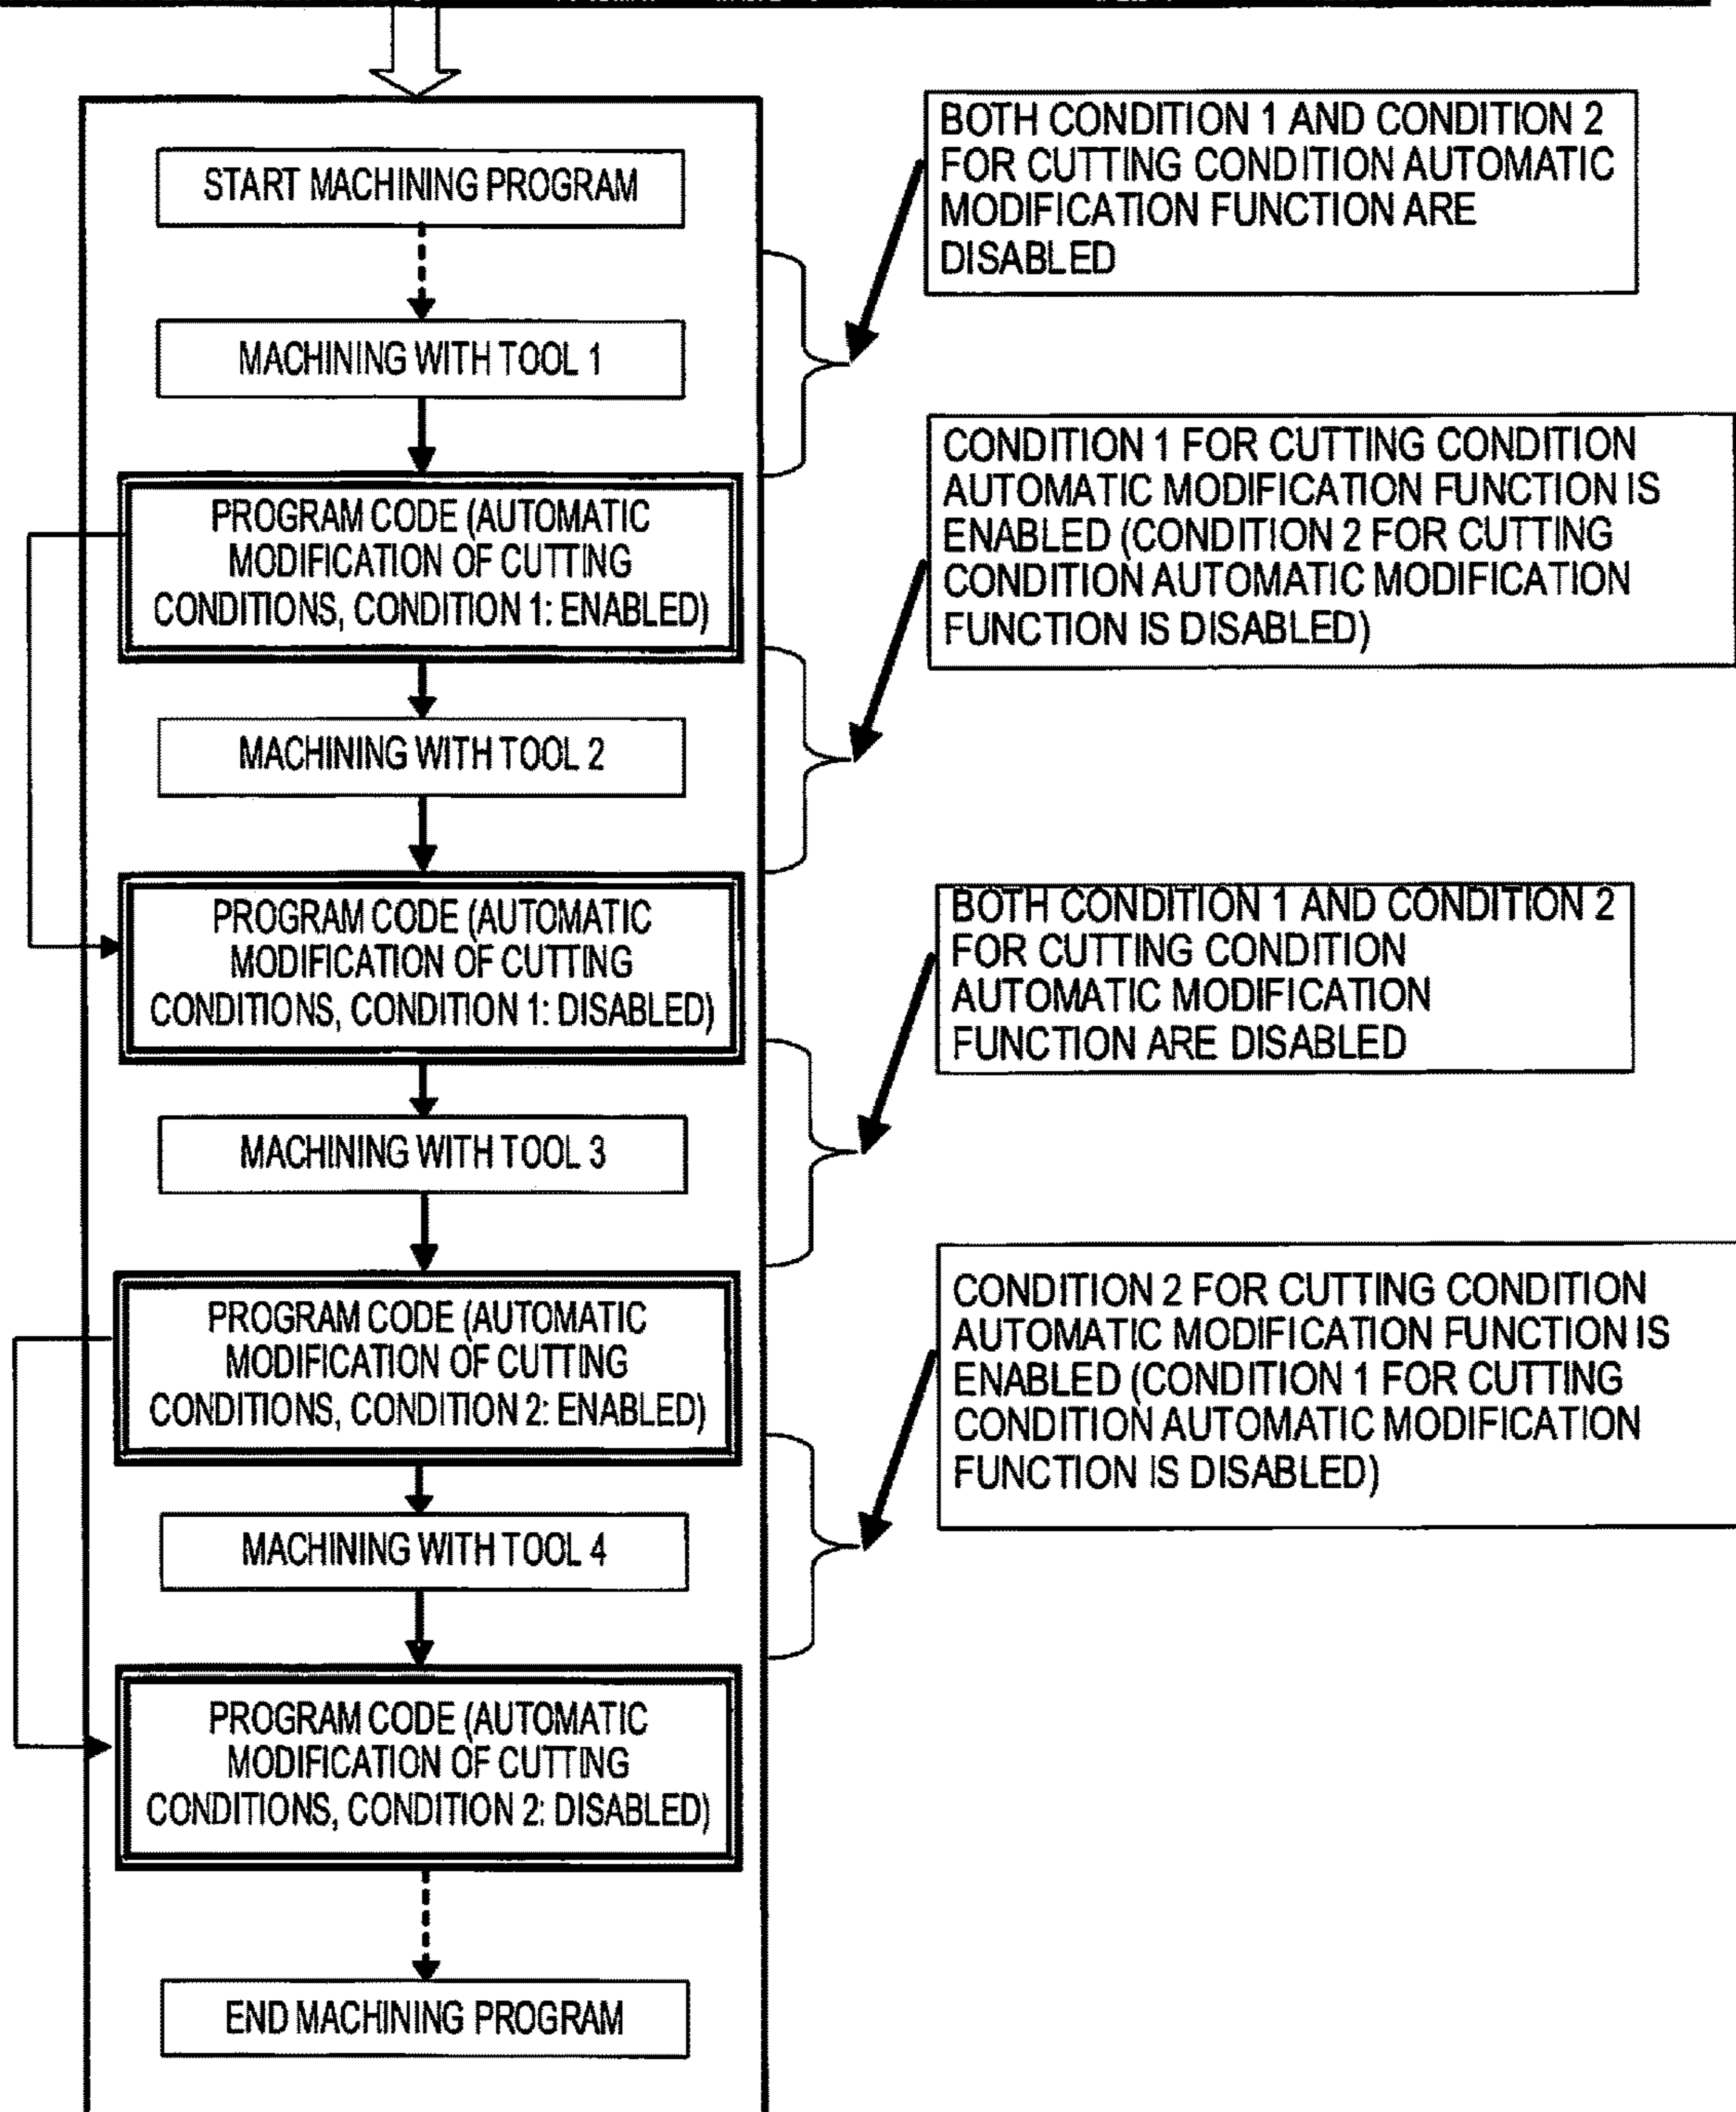 START MACHINING PROGRAM
BOTH CONDITION 1 AND CONDITION 2
FOR CUTTING CONDITION AUTOMATIC
MODIFICATION FUNCTION ARE
DISABLED
MACHINING WITH TOOL 1
PROGRAM CODE (AUTOMATIC
MODIFICATION OF CUTTING
CONDITIONS, CONDITION 1: ENABLED)
CONDITION 1 FOR CUTTING CONDITION
AUTOMATIC MODIFICATION FUNCTION IS
ENABLED (CONDITION 2 FOR CUTTING
CONDITION AUTOMATIC MODIFICATION
FUNCTION IS DISABLED)
MACHINING WITH TOOL 2
PROGRAM CODE (AUTOMATIC
MODIFICATION OF CUTTING
CONDITIONS, CONDITION 1: DISABLED)
BOTH CONDITION 1 AND CONDITION 2
FOR CUTTING CONDITION
AUTOMATIC MODIFICATION
FUNCTION ARE DISABLED
MACHINING WITH TOOL 3
PROGRAM CODE (AUTOMATIC
MODIFICATION OF CUTTING
CONDITIONS, CONDITION 2: ENABLED)
CONDITION 2 FOR CUTTING CONDITION
AUTOMATIC MODIFICATION FUNCTION IS
ENABLED (CONDITION 1 FOR CUTTING
CONDITION AUTOMATIC MODIFICATION
FUNCTION IS DISABLED)
MACHINING WITH TOOL 4
PROGRAM CODE (AUTOMATIC
MODIFICATION OF CUTTING
CONDITIONS, CONDITION 2: DISABLED)
END MACHINING PROGRAM